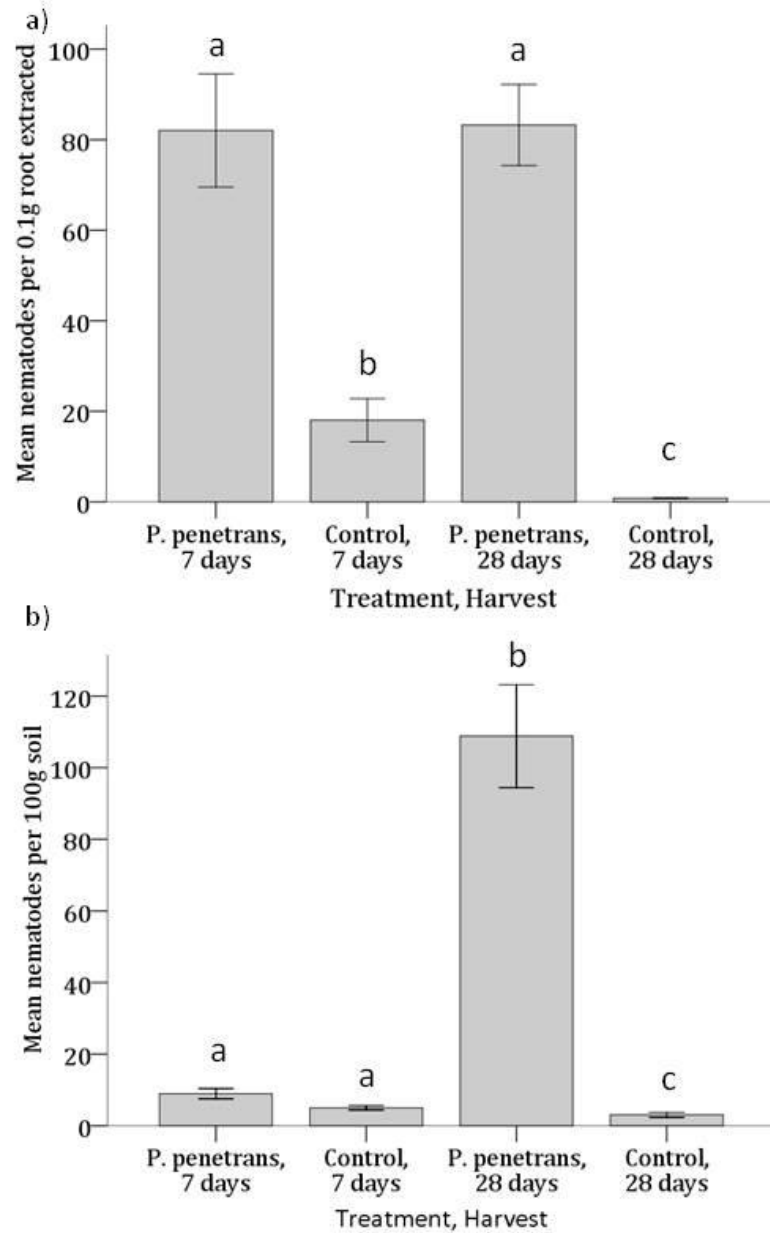 a)
Mean nematodes per 0.1g root extracted
100
80
60
40
20
0
a
b
a
c
P. penetrans, 7 days
Control, 7 days
P. penetrans, 28 days
Control, 28 days
Treatment, Harvest
b)
Mean nematodes per 100g soil
120
100
80
60
40
20
0
a
a
b
c
P. penetrans, 7 days
Control, 7 days
P. penetrans, 28 days
Control, 28 days
Treatment, Harvest